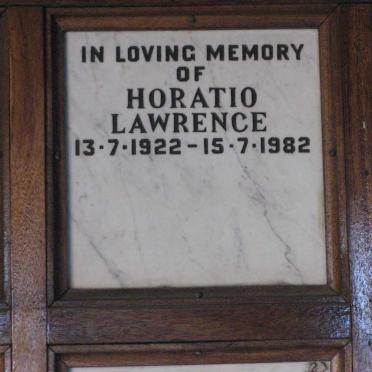 IN LOVING MEMORY
OF
HORATIO
LAWRENCE
13·7·1922–15·7·1982